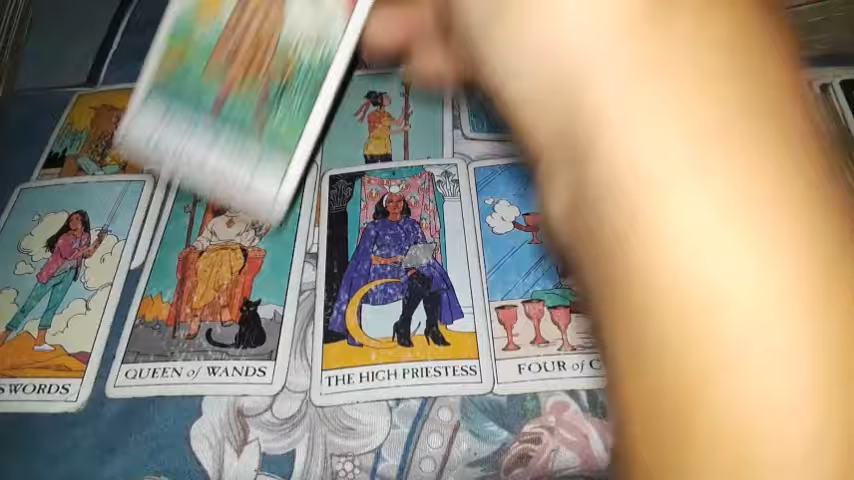 S WORDS
QUEEN of WANDS
THE HIGH PRIESTESS
FOUR of C